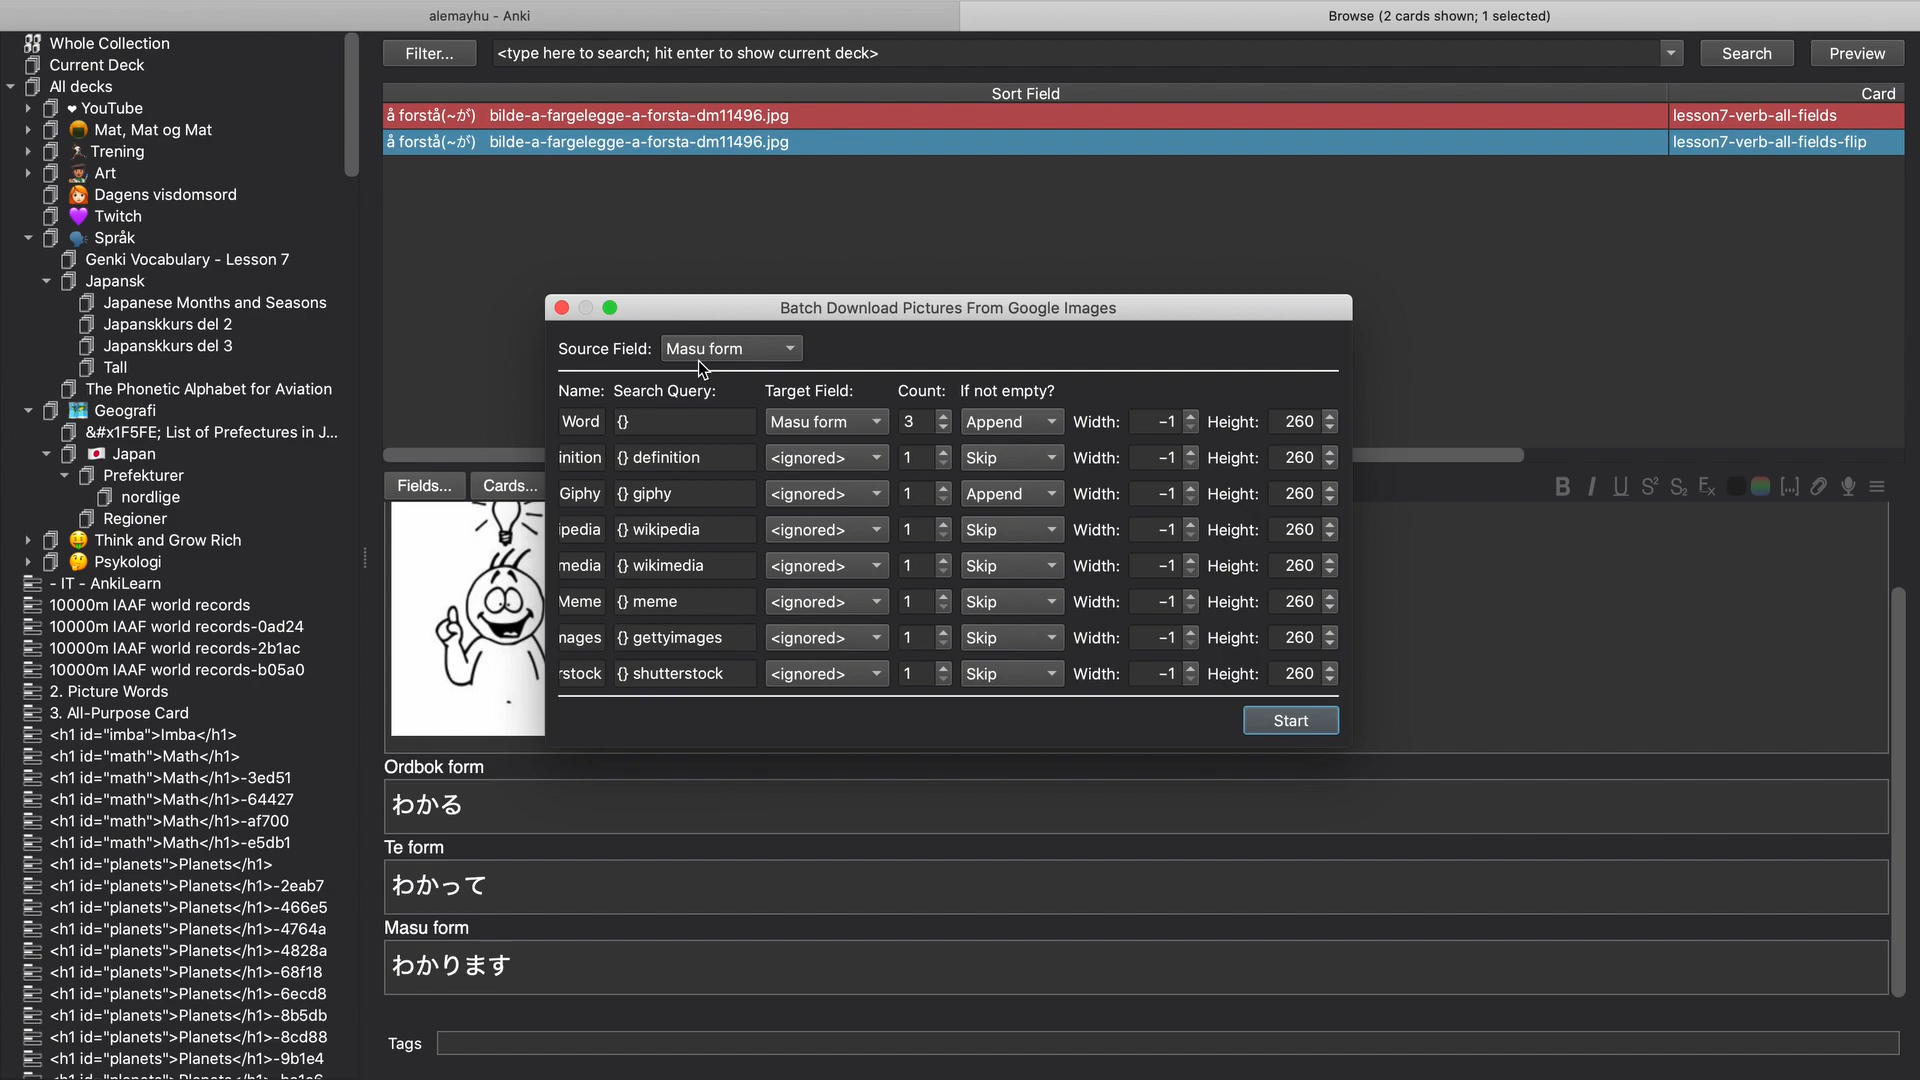 alemayhu - Anki
Browse (2 cards shown; 1 selected)
Whole Collection
Current Deck
All decks
❤ YouTube
Mat, Mat og Mat
Trening
Art
Dagens visdomsord
💜 Twitch
🗣 Språk
Genki Vocabulary - Lesson 7
Japansk
Japanese Months and Seasons
Japanskkurs del 2
Japanskkurs del 3
Tall
The Phonetic Alphabet for Aviation
Geografi
&#x1F5FE; List of Prefectures in J...
🇯🇵 Japan
Prefekturer
nordlige
Regioner
🤑 Think and Grow Rich
🤔 Psykologi
- IT - AnkiLearn
10000m IAAF world records
10000m IAAF world records-0ad24
10000m IAAF world records-2b1ac
10000m IAAF world records-b05a0
2. Picture Words
3. All-Purpose Card
<h1 id="imba">Imba</h1>
<h1 id="math">Math</h1>
<h1 id="math">Math</h1>-3ed51
<h1 id="math">Math</h1>-64427
<h1 id="math">Math</h1>-af700
<h1 id="math">Math</h1>-e5db1
<h1 id="planets">Planets</h1>
<h1 id="planets">Planets</h1>-2eab7
<h1 id="planets">Planets</h1>-466e5
<h1 id="planets">Planets</h1>-4764a
<h1 id="planets">Planets</h1>-4828a
<h1 id="planets">Planets</h1>-68f18
<h1 id="planets">Planets</h1>-6ecd8
<h1 id="planets">Planets</h1>-8b5db
<h1 id="planets">Planets</h1>-8cd88
<h1 id="planets">Planets</h1>-9b1e4
Filter... <type here to search; hit enter to show current deck> Search Preview
Sort Field Card
å forstå(~が) bilde-a-fargelegge-a-forsta-dm11496.jpg lesson7-verb-all-fields
å forstå(~が) bilde-a-fargelegge-a-forsta-dm11496.jpg lesson7-verb-all-fields-flip
Batch Download Pictures From Google Images
Source Field: Masu form
Name: Search Query: Target Field: Count: If not empty?
Word {} Masu form 3 Append Width: -1 Height: 260
inition {} definition <ignored> 1 Skip Width: -1 Height: 260
Giphy {} giphy <ignored> 1 Append Width: -1 Height: 260
ipedia {} wikipedia <ignored> 1 Skip Width: -1 Height: 260
media {} wikimedia <ignored> 1 Skip Width: -1 Height: 260
Meme {} meme <ignored> 1 Skip Width: -1 Height: 260
mages {} gettyimages <ignored> 1 Skip Width: -1 Height: 260
rstock {} shutterstock <ignored> 1 Skip Width: -1 Height: 260
Start
Fields... Cards... B I U S² S₂ Ex [...]
Ordbok form
わかる
Te form
わかって
Masu form
わかります
Tags